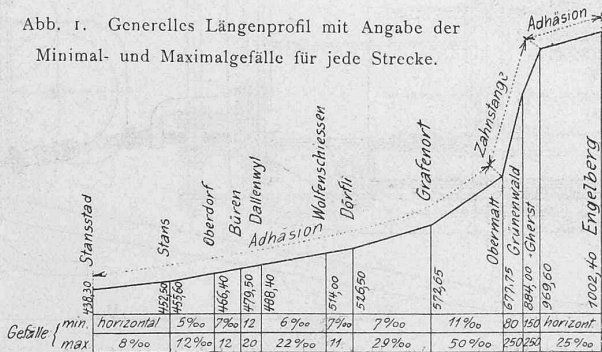 Abb. 1. Generelles Längenprofil mit Angabe der
Minimal- und Maximalgefälle für jede Strecke.
Adhäsion
Zahnstange
Adhäsion
Stansstad
Stans
Oberdorf
Büren
Dallenwyl
Wolfenschiessen
Dörfli
Grafenort
Obermatt
Grünenwald
Gherst
Engelberg
438,30
452,50
455,60
466,40
479,50
488,40
514,00
526,50
572,65
677,75
884,00
969,60
1002,40
Gefälle { min. horizontal 5‰ 7‰ 12 6‰ 7‰ 7‰ 11‰ 80 150 horizont.
max 8‰ 12‰ 12 20 22‰ 11 29‰ 50‰ 250 250 25‰